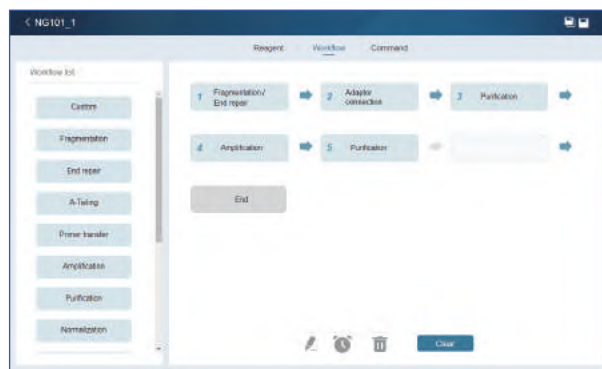 < NG101_1
Reagent
Workflow
Command
Workflow list
Custom
Fragmentation
End repair
A-Tailing
Primer transfer
Amplification
Purification
Normalization
1 Fragmentation /
End repair
2 Adaptor
connection
3 Purification
4 Amplification
5 Purification
End
Clear